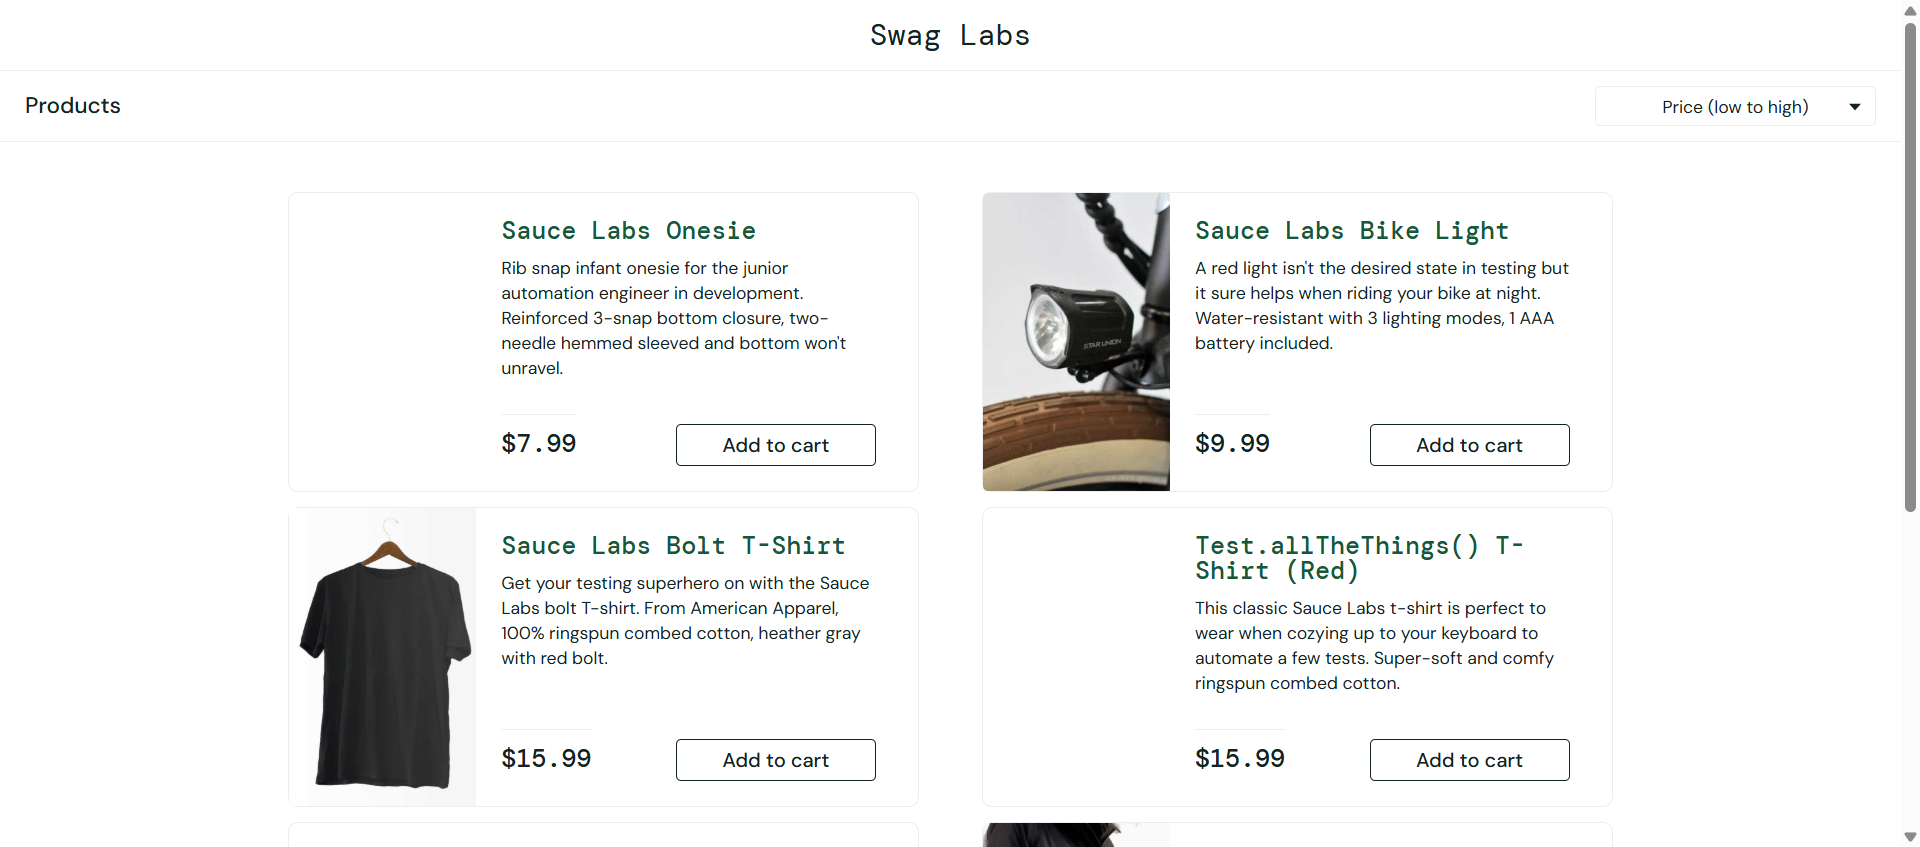 Swag Labs
Products
Price (low to high)
Sauce Labs Onesie
Rib snap infant onesie for the junior
automation engineer in development.
Reinforced 3-snap bottom closure, two-
needle hemmed sleeved and bottom won't
unravel.
$7.99
Add to cart
Sauce Labs Bike Light
A red light isn't the desired state in testing but
it sure helps when riding your bike at night.
Water-resistant with 3 lighting modes, 1 AAA
battery included.
STAR UNION
$9.99
Add to cart
Sauce Labs Bolt T-Shirt
Get your testing superhero on with the Sauce
Labs bolt T-shirt. From American Apparel,
100% ringspun combed cotton, heather gray
with red bolt.
$15.99
Add to cart
Test.allTheThings() T-
Shirt (Red)
This classic Sauce Labs t-shirt is perfect to
wear when cozying up to your keyboard to
automate a few tests. Super-soft and comfy
ringspun combed cotton.
$15.99
Add to cart